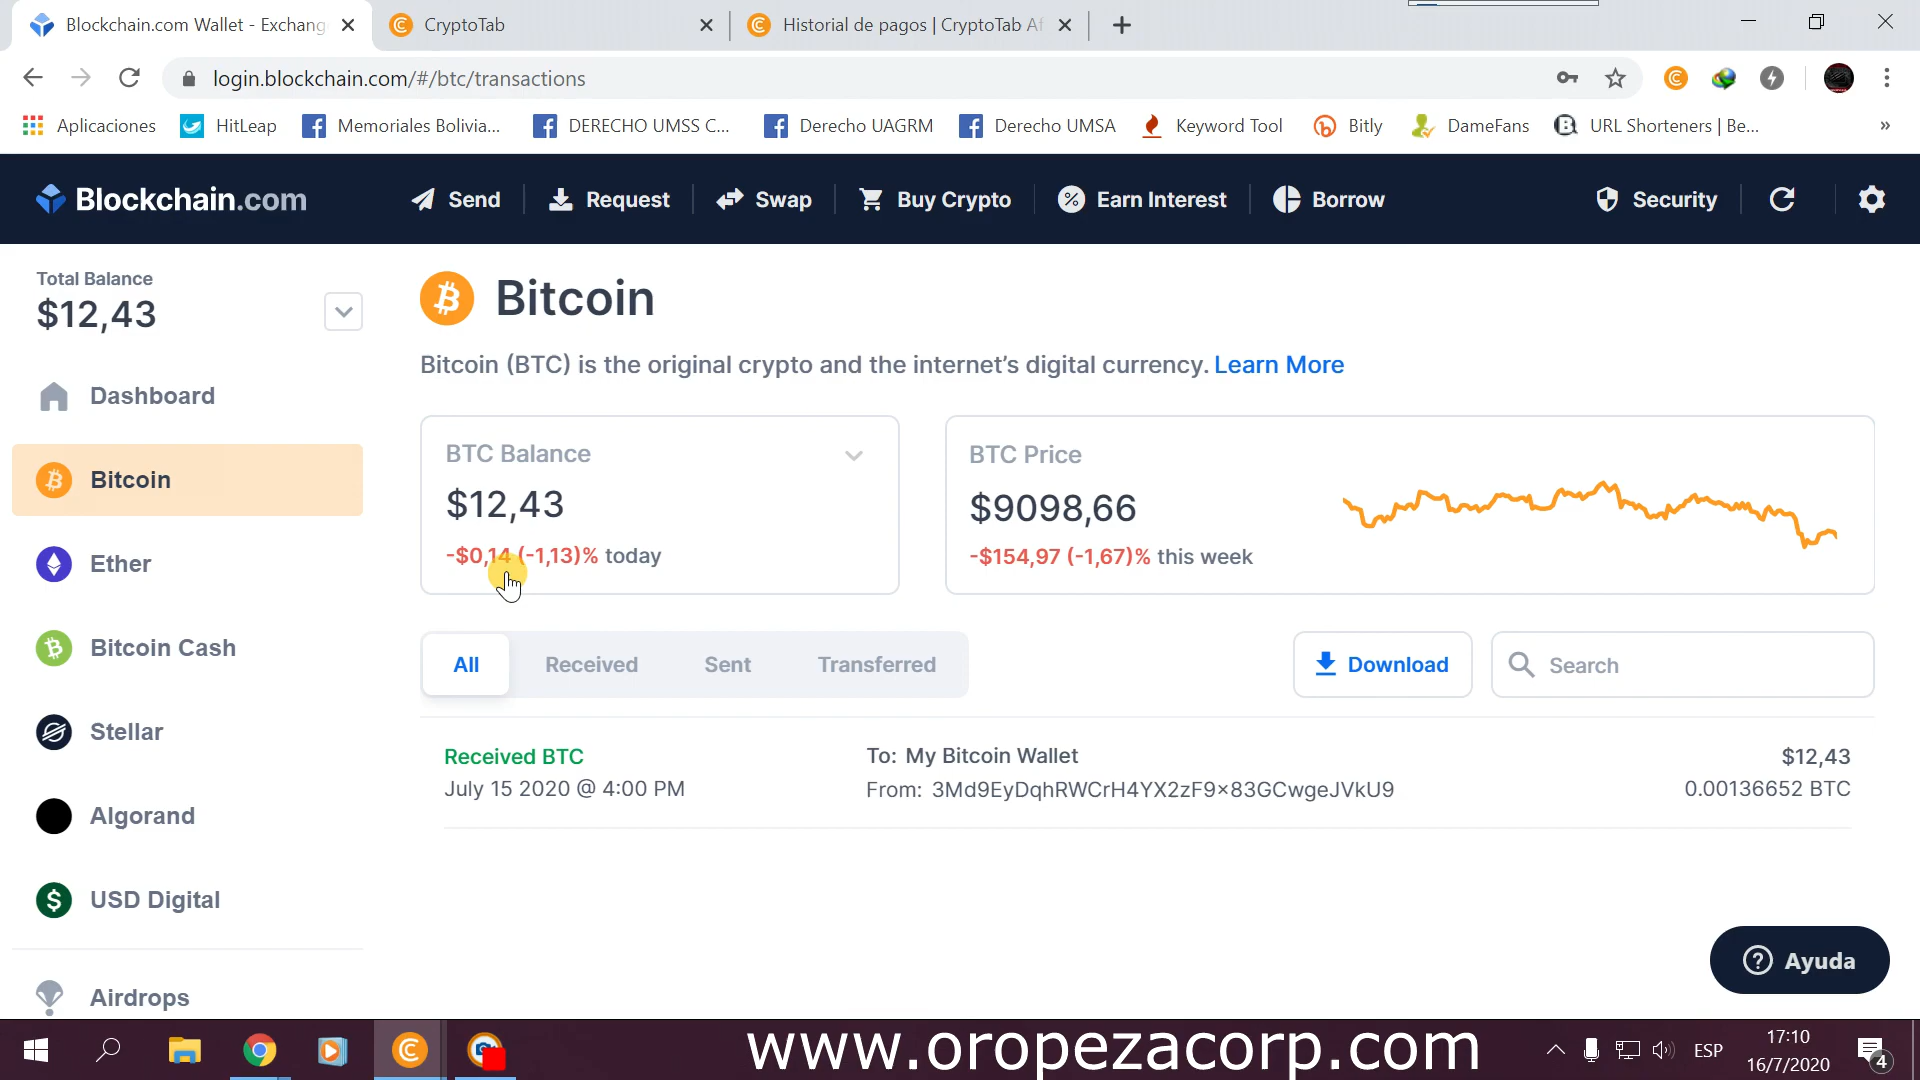 Blockchain.com Wallet - Exchang
CryptoTab
Historial de pagos | CryptoTab Af
login.blockchain.com/#/btc/transactions
Aplicaciones
HitLeap
Memoriales Bolivia...
DERECHO UMSS C...
Derecho UAGRM
Derecho UMSA
Keyword Tool
Bitly
DameFans
URL Shorteners | Be...
»
Blockchain.com
Send
Request
Swap
Buy Crypto
Earn Interest
Borrow
Security
Total Balance
$12,43
Dashboard
Bitcoin
Ether
Bitcoin Cash
Stellar
Algorand
USD Digital
Airdrops
Bitcoin
Bitcoin (BTC) is the original crypto and the internet's digital currency. Learn More
BTC Balance
$12,43
-$0,14 (-1,13)% today
BTC Price
$9098,66
-$154,97 (-1,67)% this week
All
Received
Sent
Transferred
Download
Search
Received BTC
July 15 2020 @ 4:00 PM
To: My Bitcoin Wallet
From: 3Md9EyDqhRWCrH4YX2zF9×83GCwgeJVkU9
$12,43
0.00136652 BTC
Ayuda
www.oropezacorp.com
ESP
17:10
16/7/2020
4